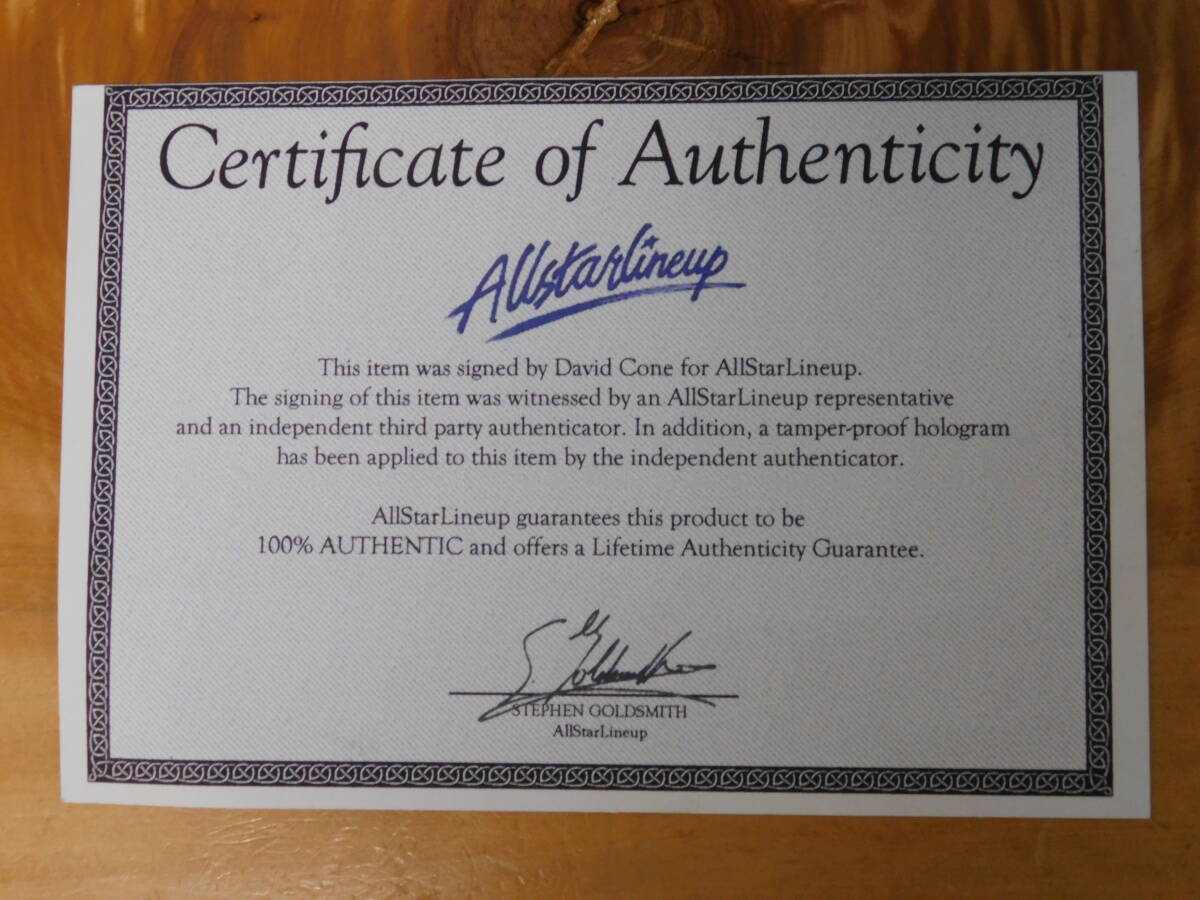 Certificate of Authenticity
Allstarlineup
This item was signed by David Cone for AllStarLineup.
The signing of this item was witnessed by an AllStarLineup representative
and an independent third party authenticator. In addition, a tamper-proof hologram
has been applied to this item by the independent authenticator.
AllStarLineup guarantees this product to be
100% AUTHENTIC and offers a Lifetime Authenticity Guarantee.
S. Goldsmith
STEPHEN GOLDSMITH
AllStarLineup